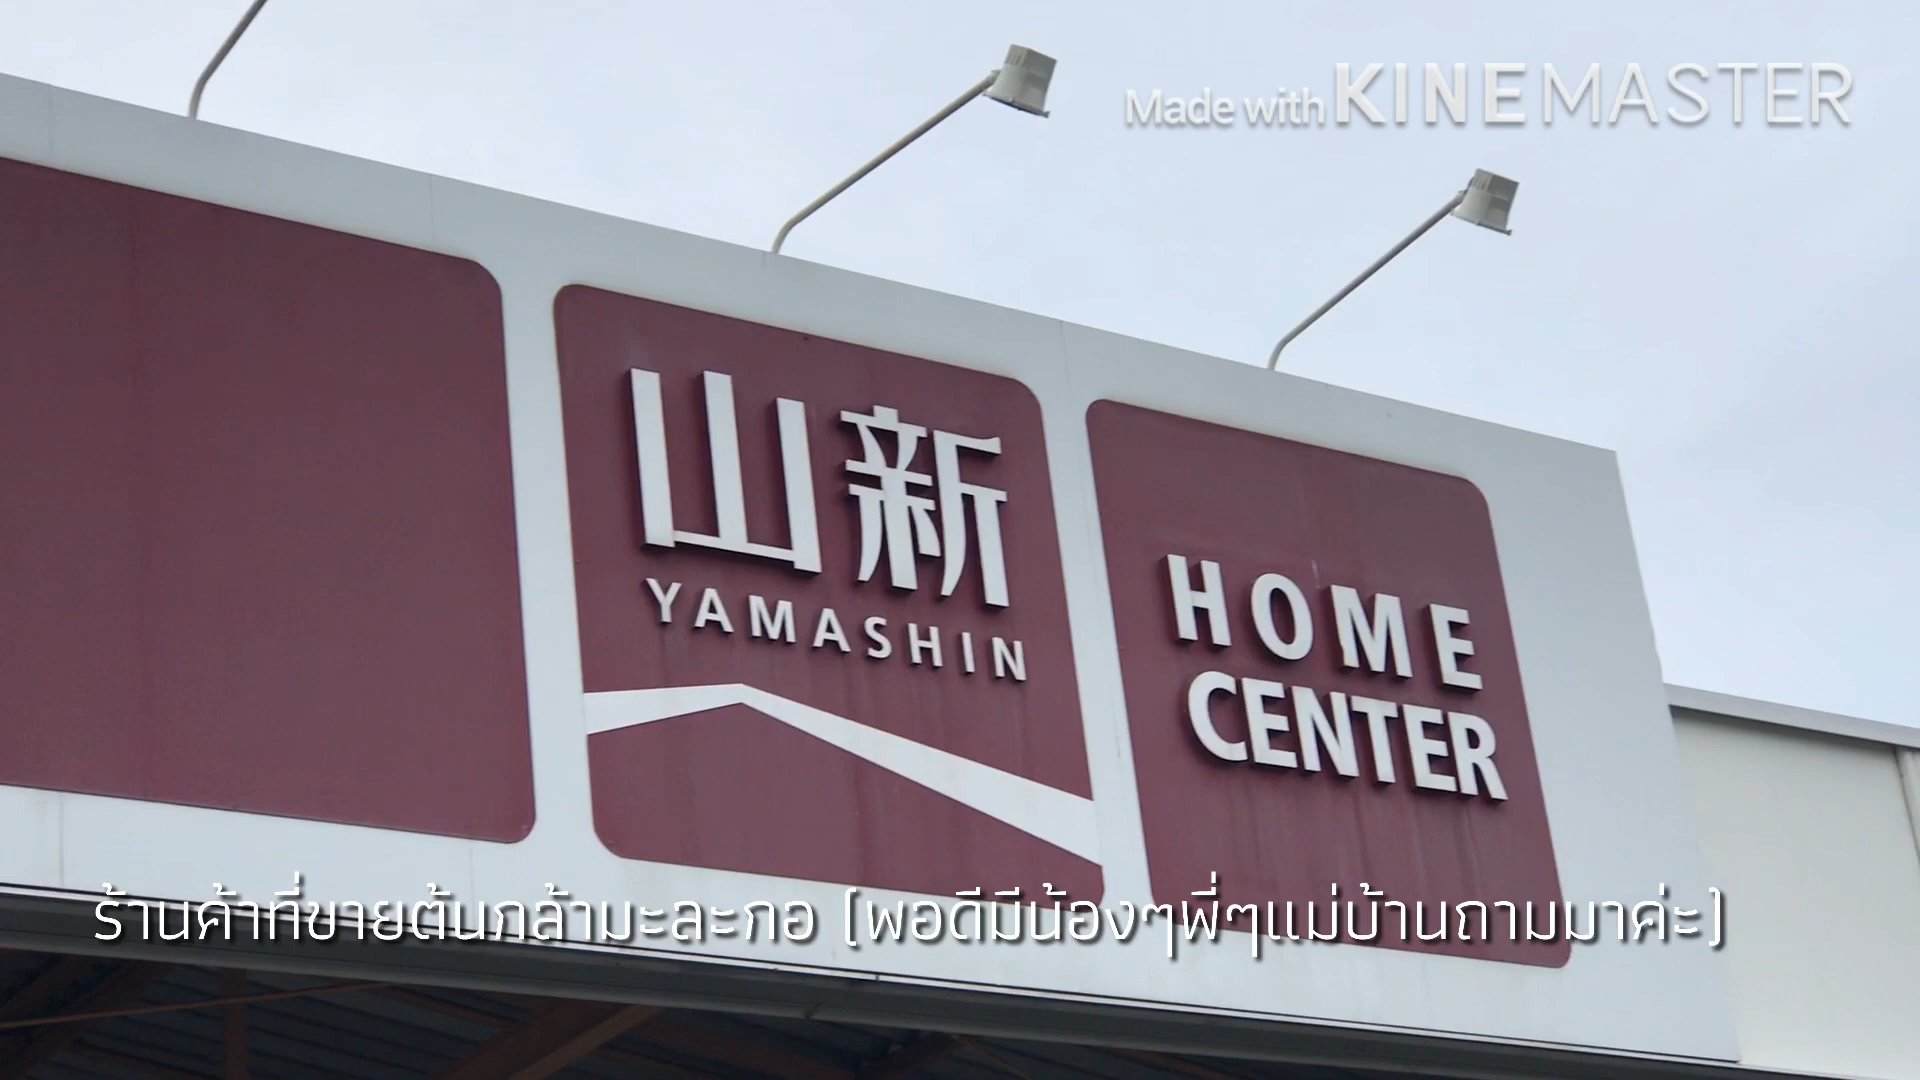 Made with KINEMASTER
山新
YAMASHIN
HOME
CENTER
ร้านค้าที่ขายต้นกล้ามะละกอ (พอดีมีน้องๆพี่ๆแม่บ้านถามมาค่ะ)